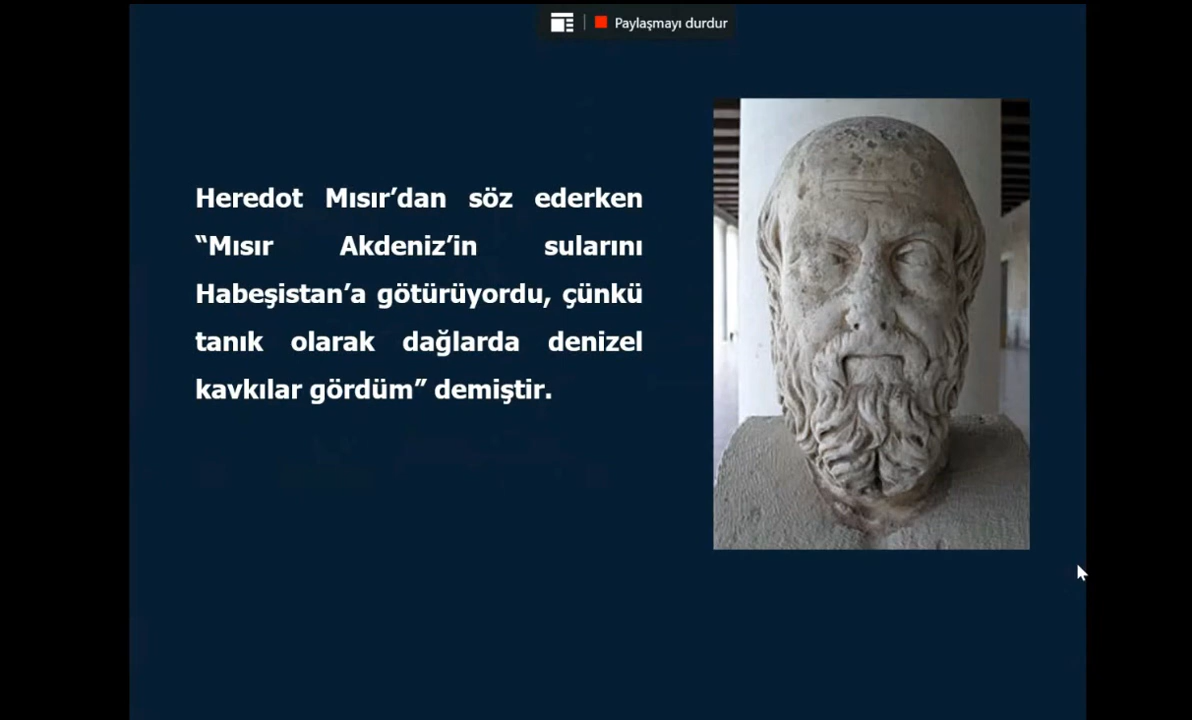 Paylaşmayı durdur
Heredot Mısır’dan söz ederken
“Mısır Akdeniz’in sularını
Habeşistan’a götürüyordu, çünkü
tanık olarak dağlarda denizel
kavkılar gördüm” demiştir.